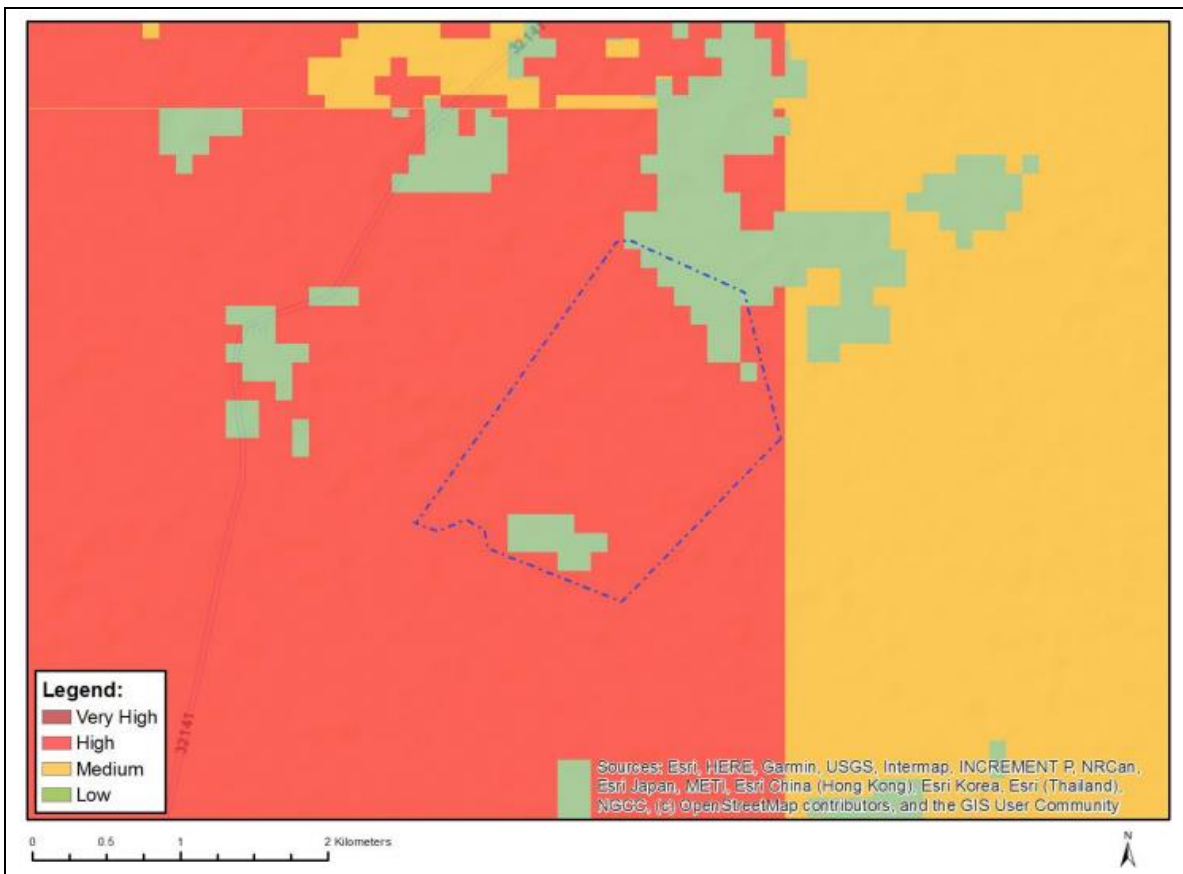 32141
32141
Legend:
Very High
High
Medium
Low
Sources: Esri, HERE, Garmin, USGS, Intermap, INCREMENT P, NRCan,
Esri Japan, METI, Esri China (Hong Kong), Esri Korea, Esri (Thailand),
NGCC, (c) OpenStreetMap contributors, and the GIS User Community
0 0.5 1 2 Kilometers
N